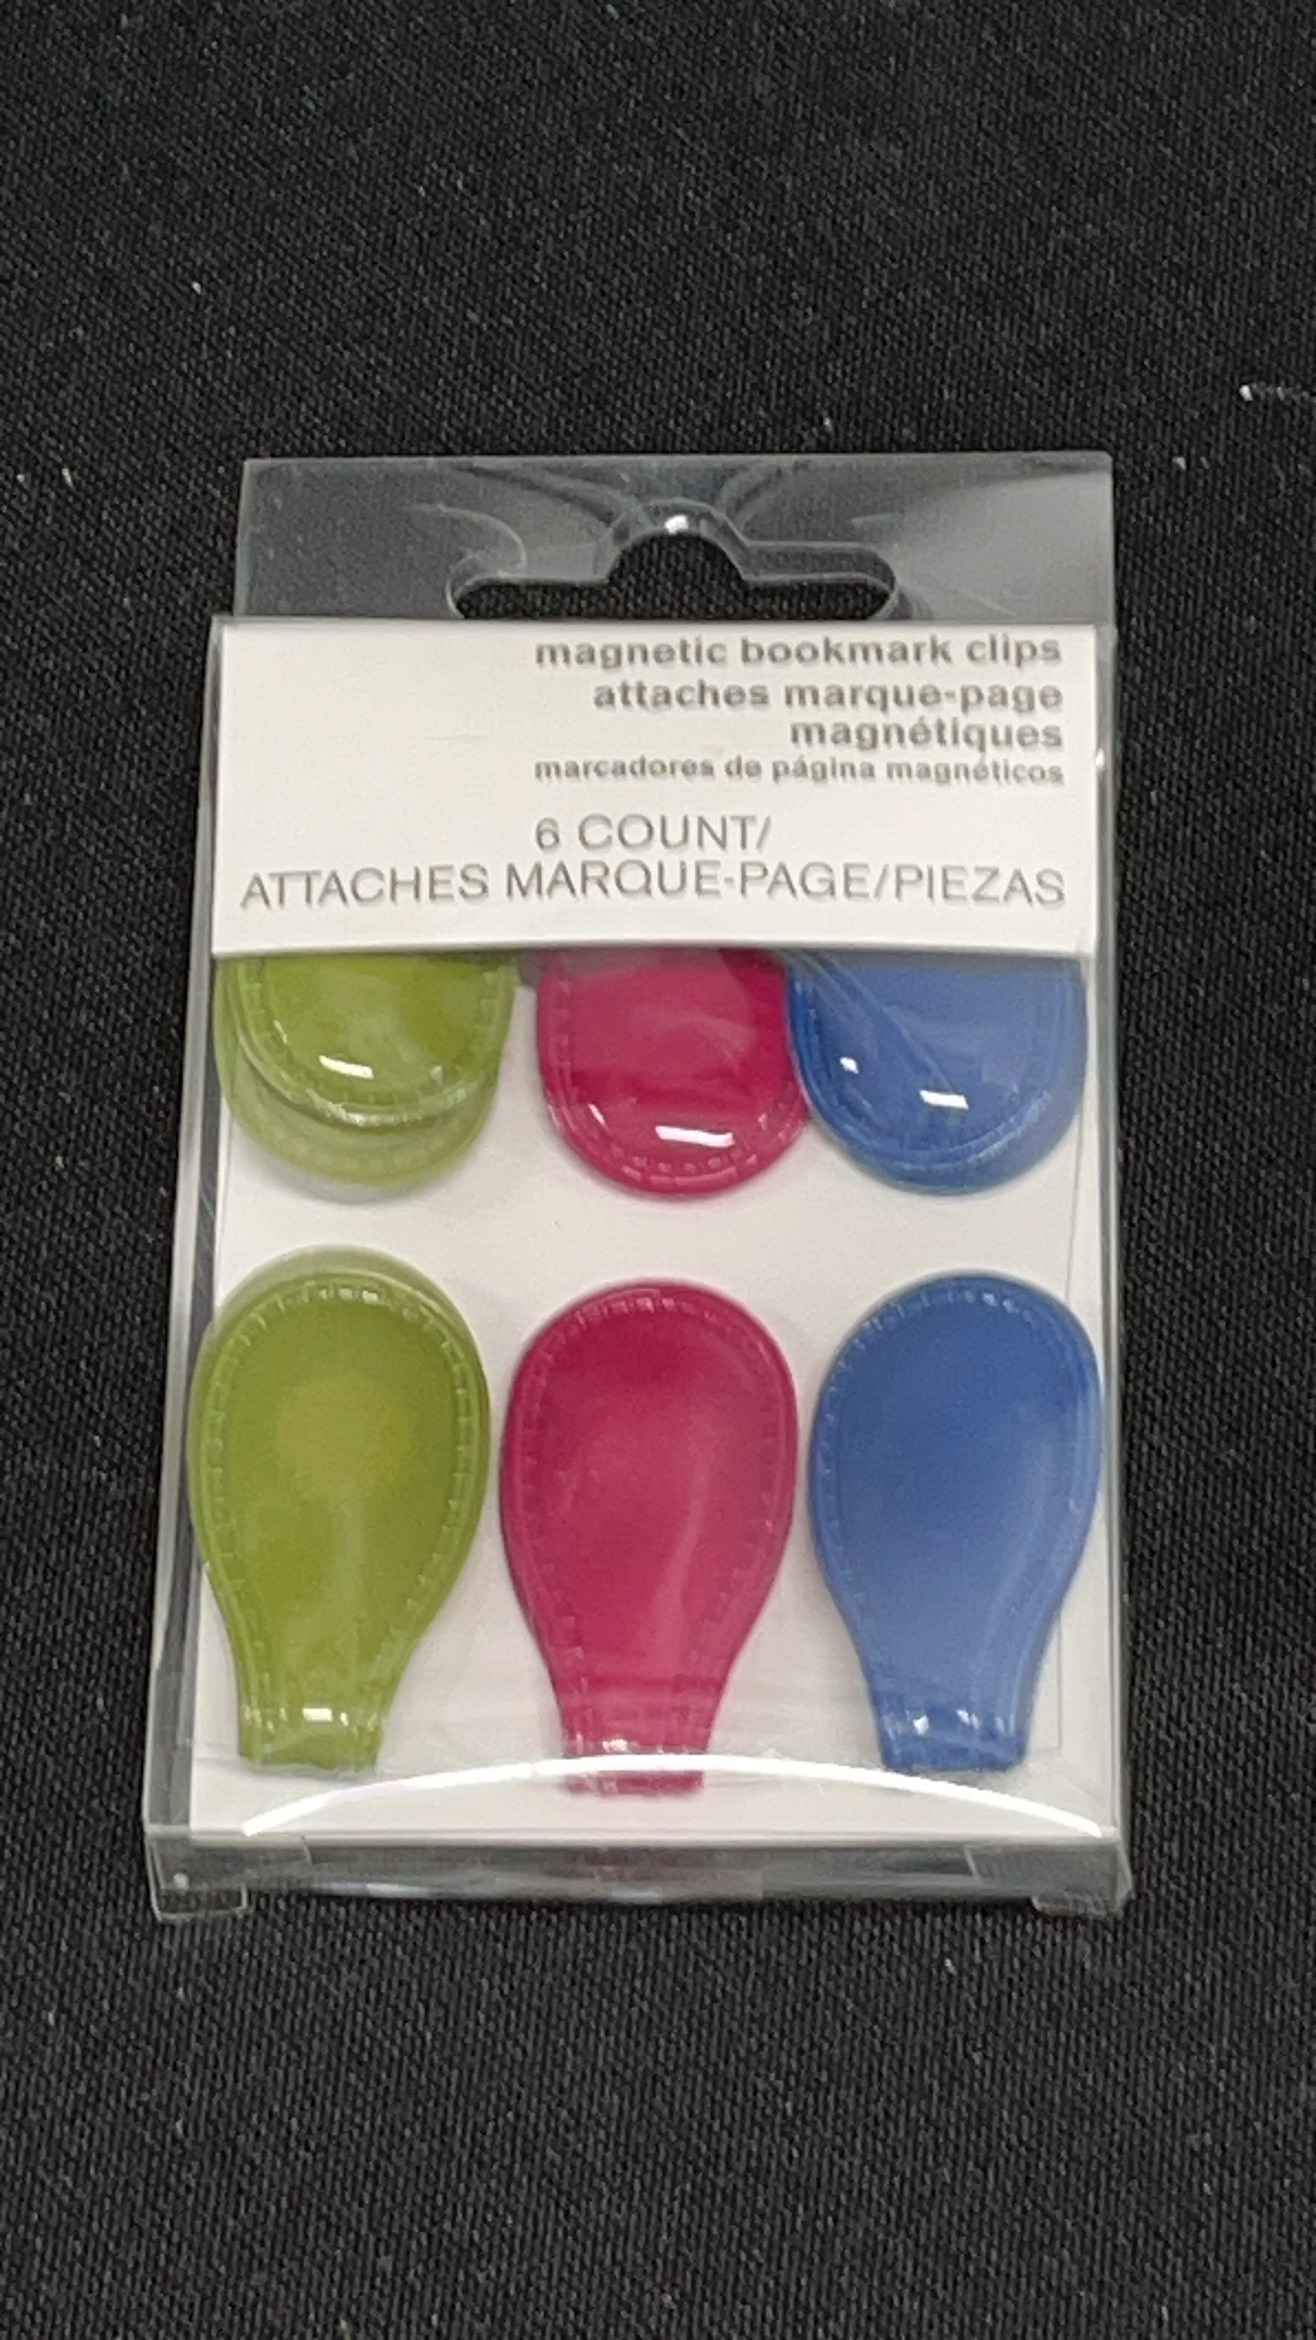 magnetic bookmark clips
attaches marque-page
magnétiques
marcadores de página magnéticos
6 COUNT/
ATTACHES MARQUE-PAGE/PIEZAS